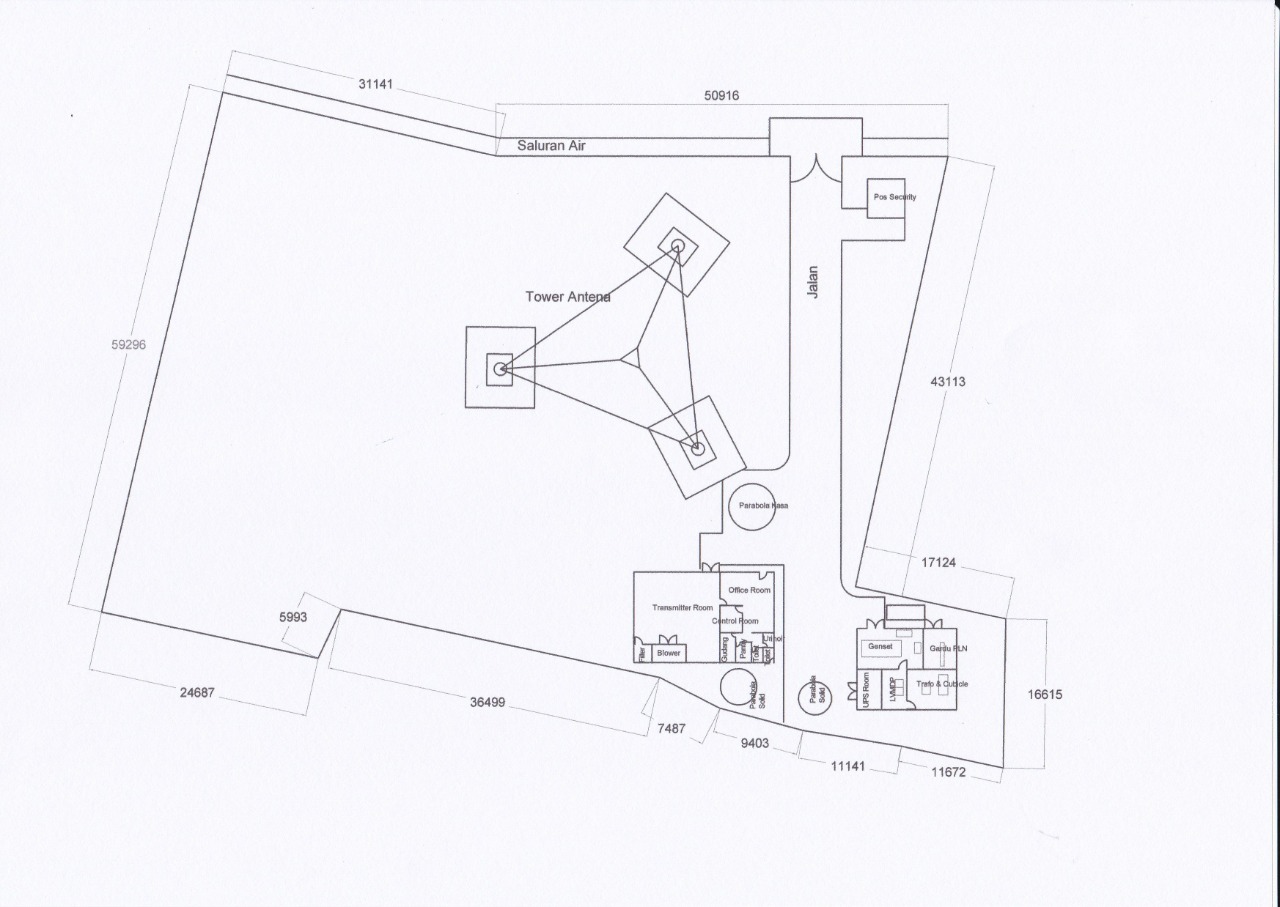 31141
50916
Saluran Air
Pos Security
Jalan
Tower Antena
59296
43113
Parabola Kasa
17124
Office Room
Transmitter Room
Control Room
5993
Genset
Gardu PLN
Gudang
Pantry
Toilet
Toilet
Filter
Blower
UPS Room
LVMDP
Trafo & Cubicle
Parabola
Solid
Parabola
Solid
24687
36499
16615
7487
9403
11141
11672